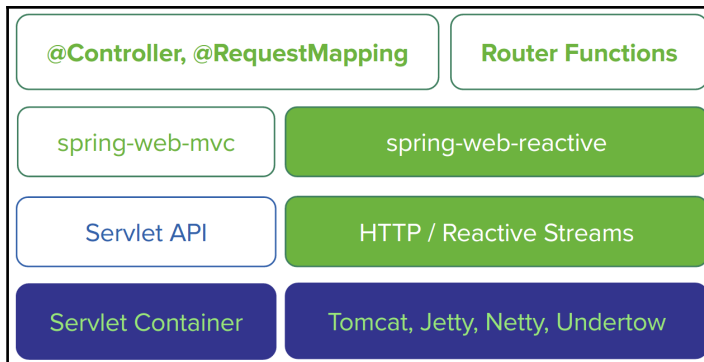 @Controller, @RequestMapping
Router Functions
spring-web-mvc
spring-web-reactive
Servlet API
HTTP / Reactive Streams
Servlet Container
Tomcat, Jetty, Netty, Undertow